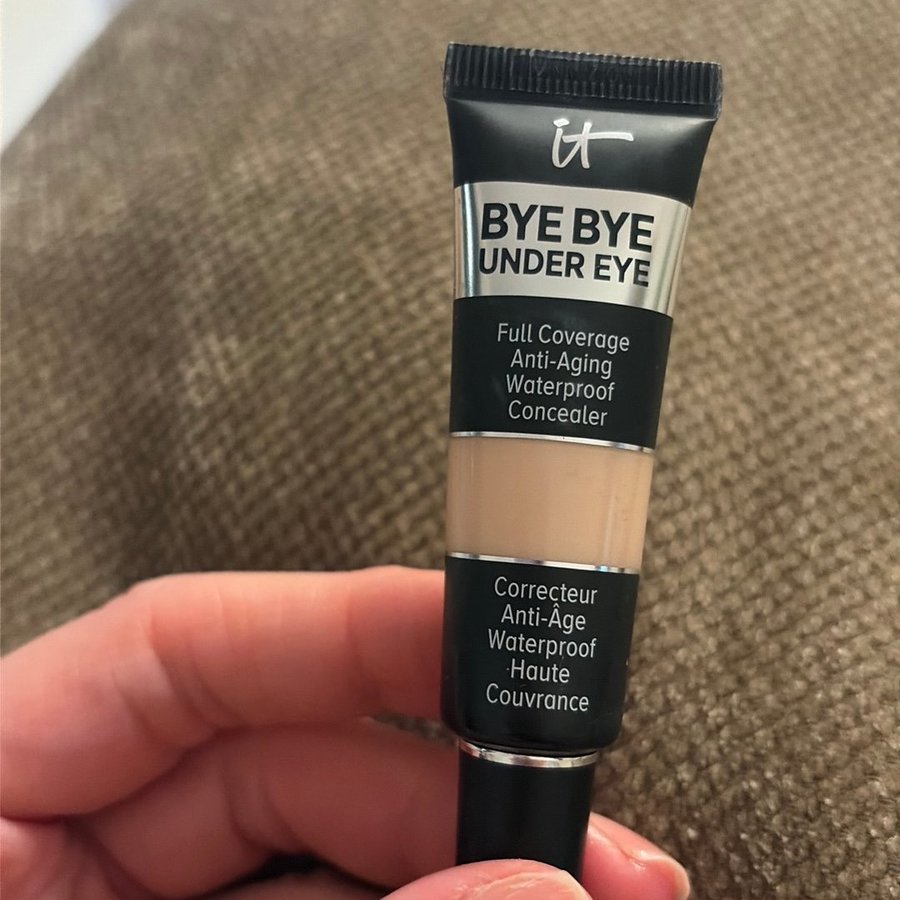 it
BYE BYE
UNDER EYE
Full Coverage
Anti-Aging
Waterproof
Concealer
Correcteur
Anti-Âge
Waterproof
Haute
Couvrance